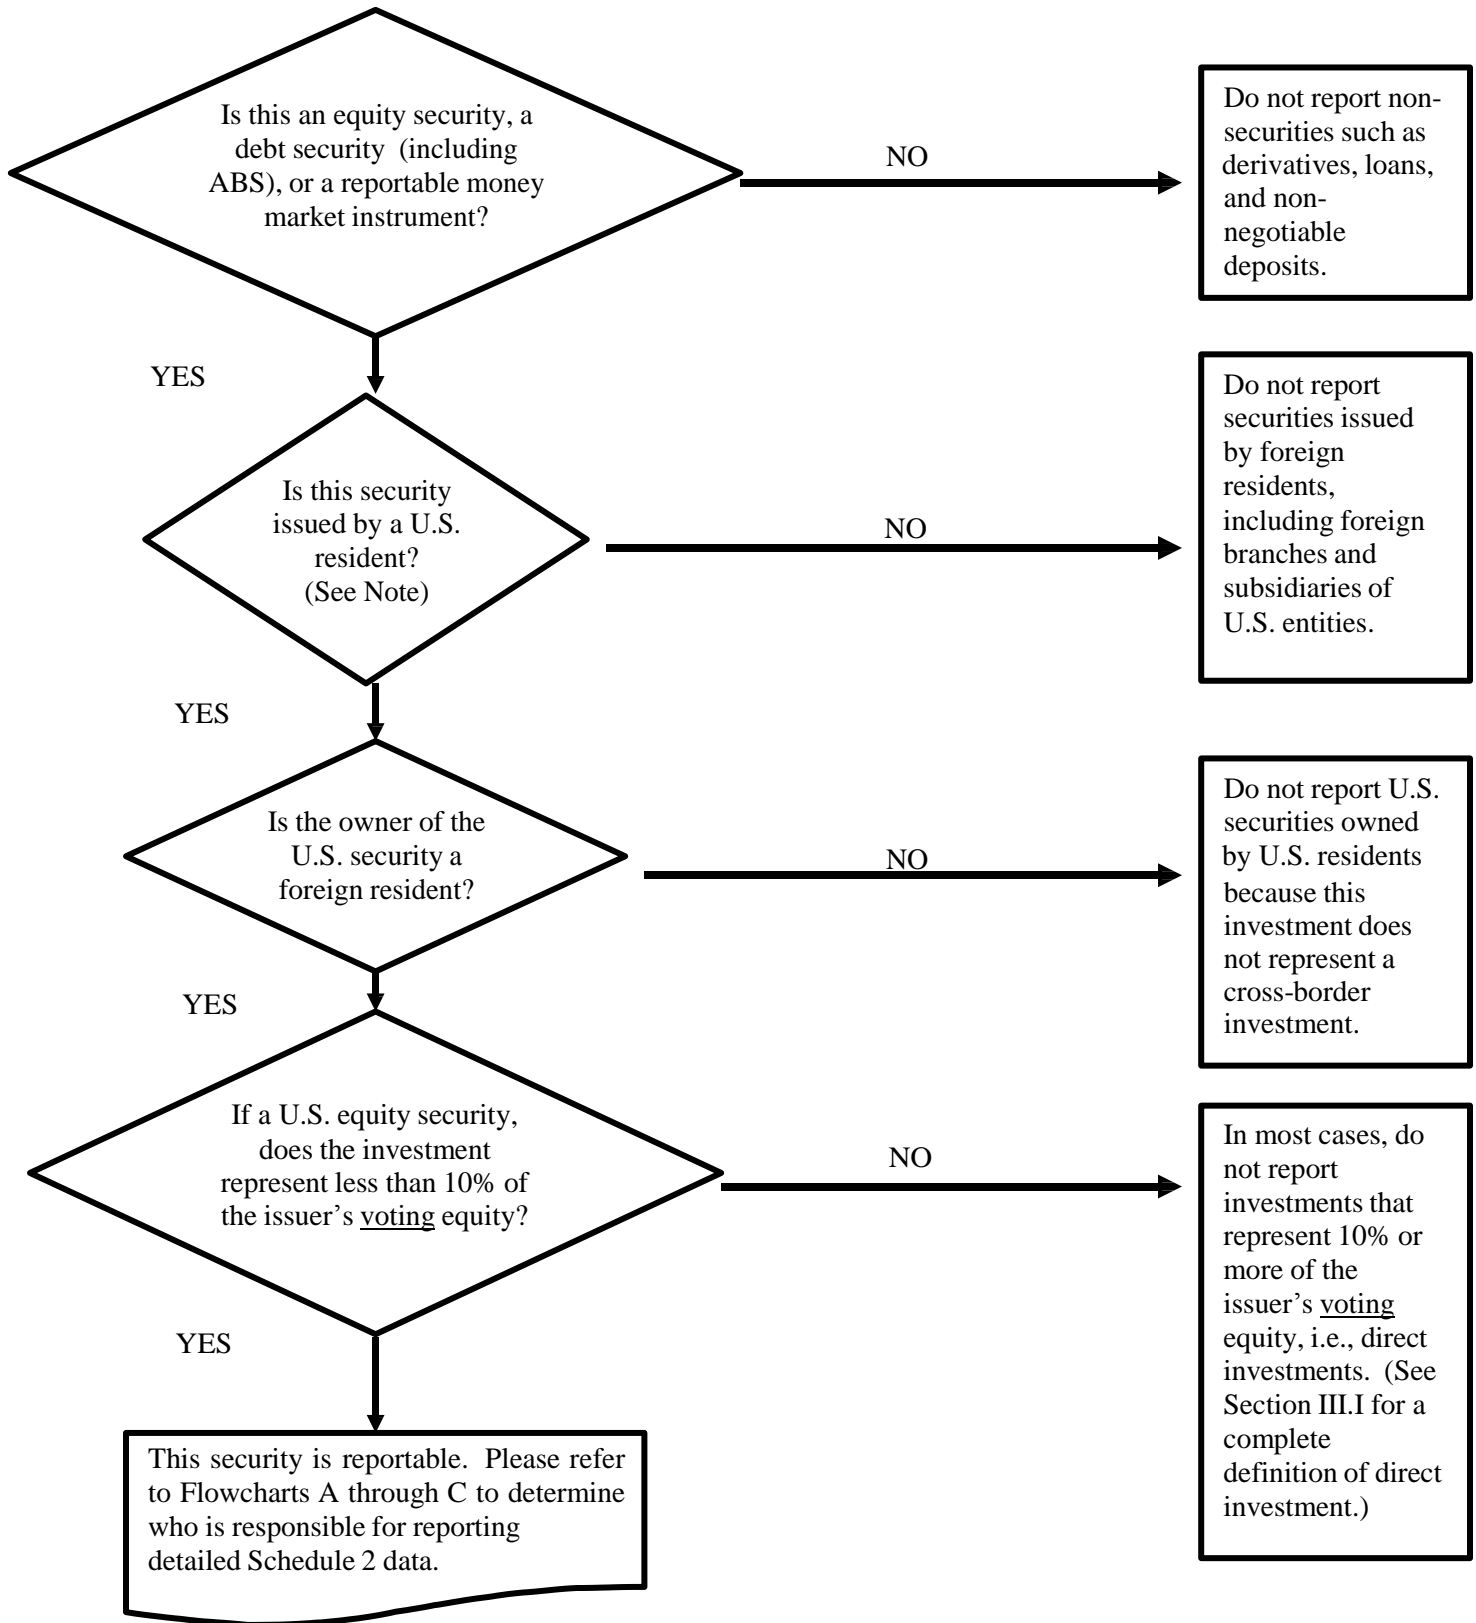 Is this an equity security, a
debt security (including
ABS), or a reportable money
market instrument?
NO
Do not report non-
securities such as
derivatives, loans,
and non-
negotiable
deposits.
YES
Is this security
issued by a U.S.
resident?
(See Note)
NO
Do not report
securities issued
by foreign
residents,
including foreign
branches and
subsidiaries of
U.S. entities.
YES
Is the owner of the
U.S. security a
foreign resident?
NO
Do not report U.S.
securities owned
by U.S. residents
because this
investment does
not represent a
cross-border
investment.
YES
If a U.S. equity security,
does the investment
represent less than 10% of
the issuer’s voting equity?
NO
In most cases, do
not report
investments that
represent 10% or
more of the
issuer’s voting
equity, i.e., direct
investments. (See
Section III.I for a
complete
definition of direct
investment.)
YES
This security is reportable. Please refer
to Flowcharts A through C to determine
who is responsible for reporting
detailed Schedule 2 data.